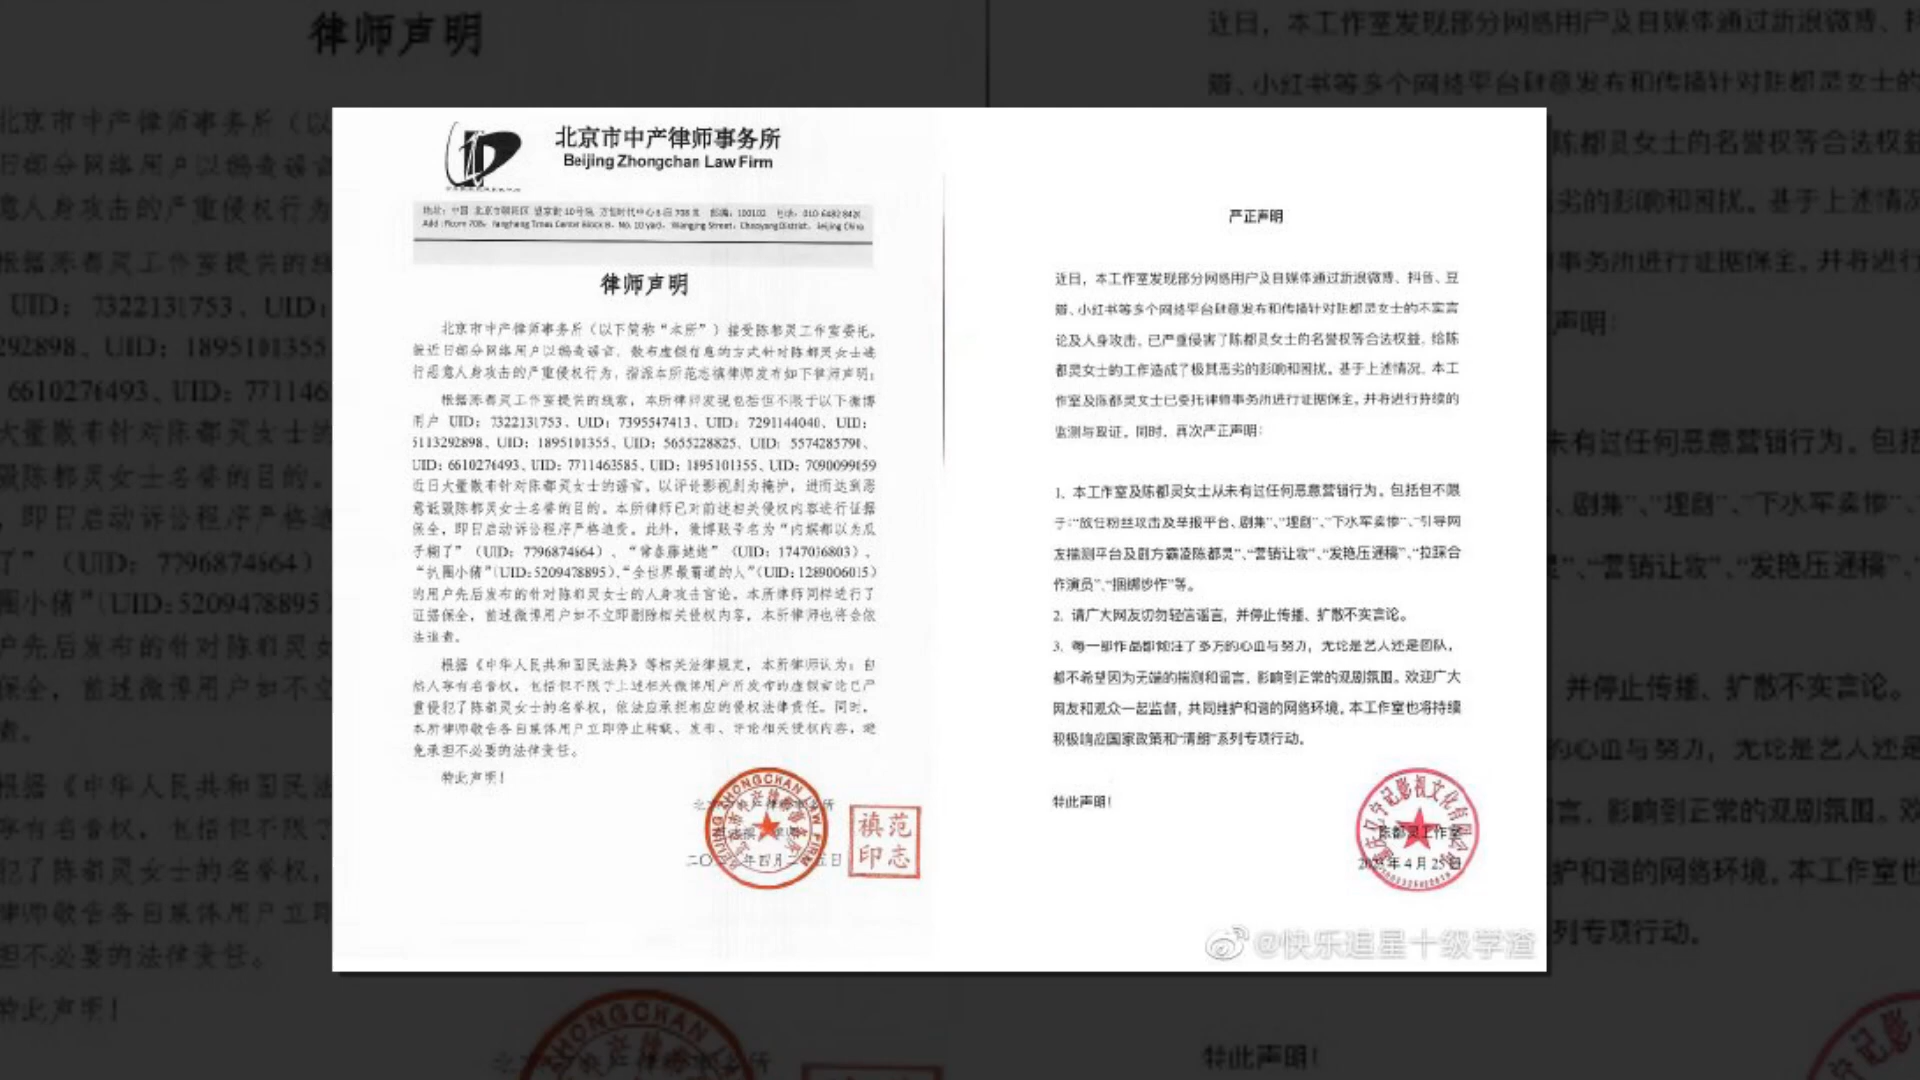 北京市中产律师事务所
Beijing Zhongchan Law Firm
律师声明
北京市中产律师事务所（以下简称“本所”）接受陈都灵工作室委托，
就近日部分网络用户以编造谣言、散布虚假信息的方式针对陈都灵女士进
行恶意人身攻击的严重侵权行为，指派本所范志禛律师发布如下律师声明：
根据陈都灵工作室提供的线索，本所律师发现包括但不限于以下微博
用户 UID：7322131753、UID：7395547413、UID：7291144046、UID：
5113292898、UID：1895101355、UID：5655228825、UID：5574285790、
UID：6610276493、UID：7711463585、UID：1895101355、UID：7090099859
近日大量散布针对陈都灵女士的谣言，以评论影视剧为掩护，进而达到恶
意诋毁陈都灵女士名誉的目的。本所律师已对前述相关侵权内容进行证据
保全，即日启动诉讼程序严格追责。此外，微博账号名为“内娱都以为瓜
子糊了”（UID：7796874664）、“常春藤姥姥”（UID：1747036803）、
“扒圈小倩”(UID:5209478895)、“全世界最霸道的人”(UID:1289006015)
的用户先后发布的针对陈都灵女士的人身攻击言论，本所律师同样进行了
证据保全，前述微博用户如不立即删除相关侵权内容，本所律师也将会依
法追责。
根据《中华人民共和国民法典》等相关法律规定，本所律师认为：自
然人享有名誉权，包括但不限于上述相关微博用户所发布的虚假言论已严
重侵犯了陈都灵女士的名誉权，依法应承担相应的侵权法律责任。同时，
本所律师敬告各自媒体用户立即停止转载、发布、评论相关侵权内容，避
免承担不必要的法律责任。
特此声明！
禛范
印志
严正声明
近日，本工作室发现部分网络用户及自媒体通过新浪微博、抖音、豆
瓣、小红书等多个网络平台肆意发布和传播针对陈都灵女士的不实言
论及人身攻击，已严重侵害了陈都灵女士的名誉权等合法权益，给陈
都灵女士的工作造成了极其恶劣的影响和困扰。基于上述情况，本工
作室及陈都灵女士已委托律师事务所进行证据保全，并将进行持续的
监测与取证。同时，再次严正声明：
1、本工作室及陈都灵女士从未有过任何恶意营销行为。包括但不限
于：“放任粉丝攻击及举报平台、剧集”、“埋剧”、“下水军卖惨”、“引导网
友揣测平台及剧方霸凌陈都灵”、“营销让妆”、“发艳压通稿”、“拉踩合
作演员”、“捆绑炒作”等。
2、请广大网友切勿轻信谣言，并停止传播、扩散不实言论。
3、每一部作品都倾注了多方的心血与努力，无论是艺人还是团队，
都不希望因为无端的揣测和谣言，影响到正常的观剧氛围。欢迎广大
网友和观众一起监督，共同维护和谐的网络环境。本工作室也将持续
积极响应国家政策和“清朗”系列专项行动。
特此声明！
陈都灵工作室
@快乐追星十级学渣